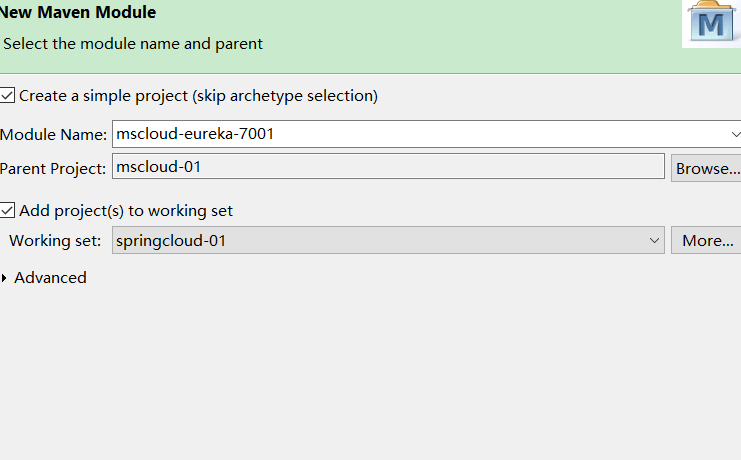 New Maven Module
Select the module name and parent
M
Create a simple project (skip archetype selection)
Module Name: mscloud-eureka-7001
Parent Project: mscloud-01 Browse...
Add project(s) to working set
Working set: springcloud-01 More...
Advanced